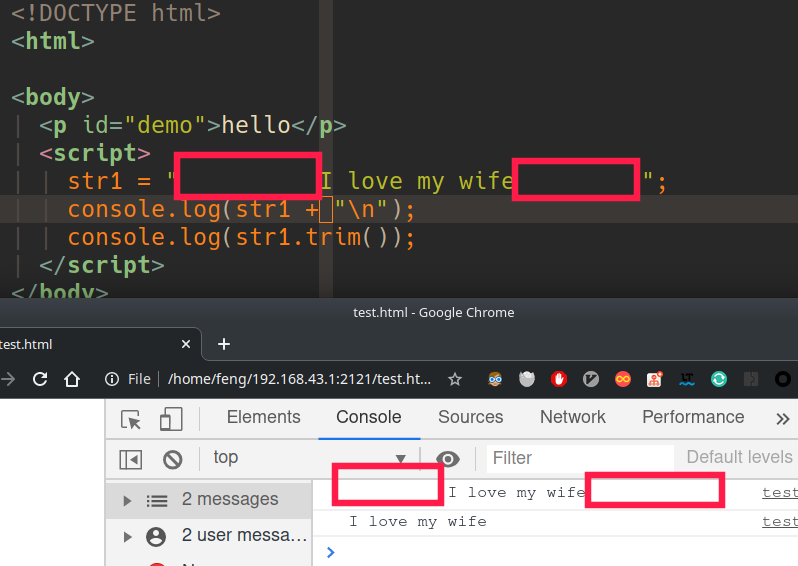 <!DOCTYPE html>
<html>
<body>
<p id="demo">hello</p>
<script>
str1 = "          I love my wife         ";
console.log(str1 + "\n");
console.log(str1.trim());
</script>
</body>
test.html - Google Chrome
test.html
File /home/feng/192.168.43.1:2121/test.ht...
Elements Console Sources Network Performance »
top Filter Default levels
2 messages I love my wife test
2 user messa... I love my wife test